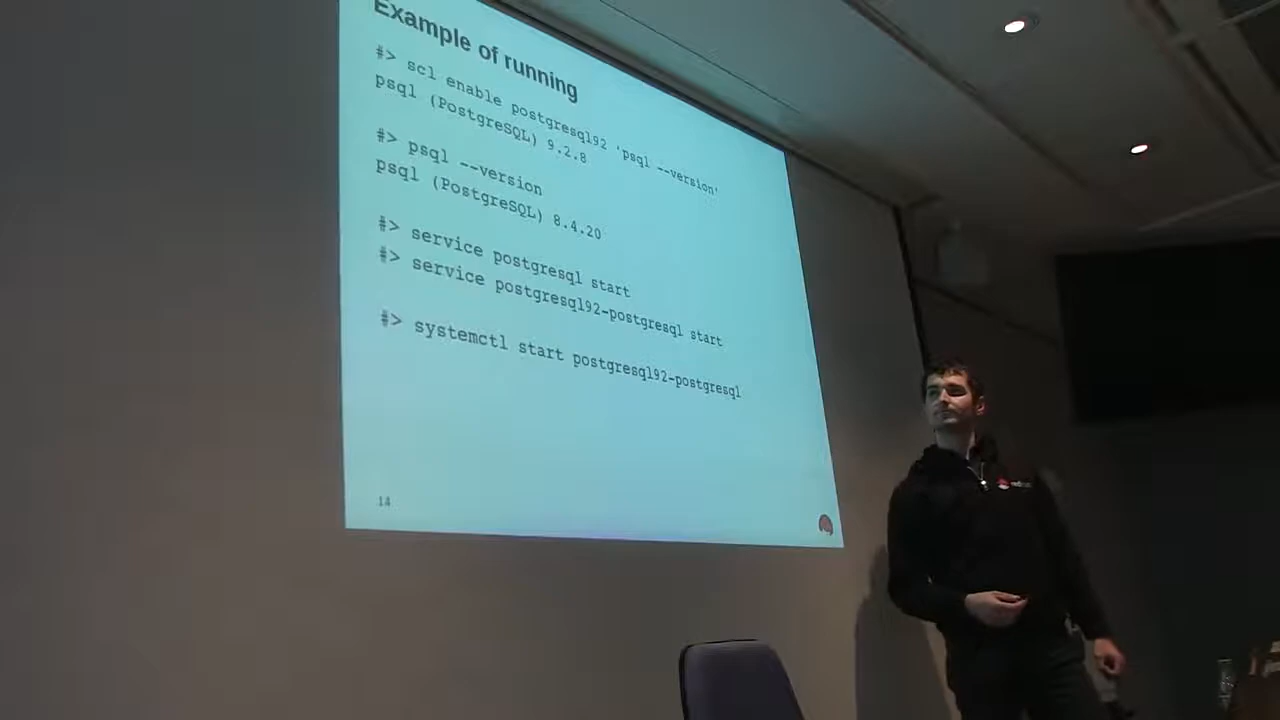 Example of running
#> scl enable postgresql92 'psql --version'
psql (PostgreSQL) 9.2.8
#> psql --version
psql (PostgreSQL) 8.4.20
#> service postgresql start
#> service postgresql92-postgresql start
#> systemctl start postgresql92-postgresql
14